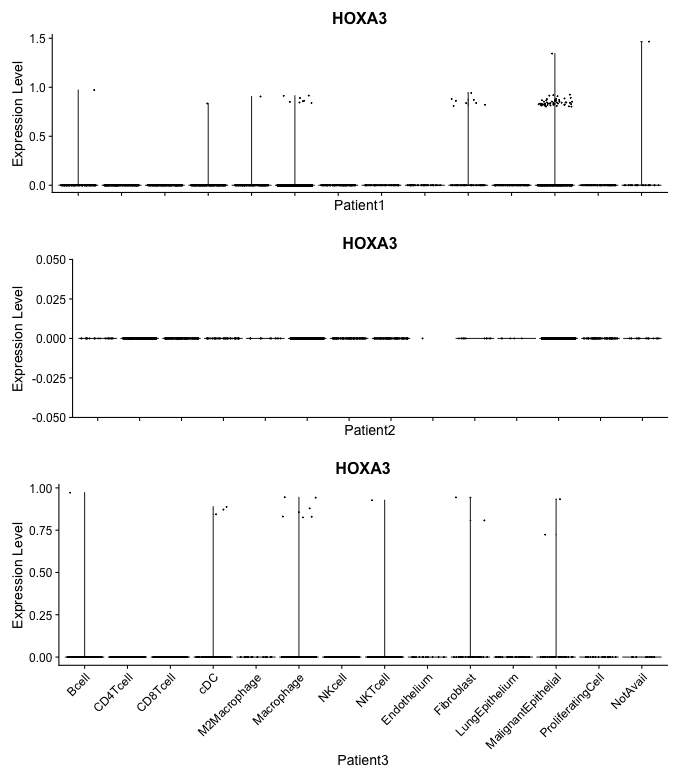 HOXA3
Expression Level
1.5
1.0
0.5
0.0
Patient1
HOXA3
Expression Level
0.050
0.025
0.000
-0.025
-0.050
Patient2
HOXA3
Expression Level
1.00
0.75
0.50
0.25
0.00
Bcell
CD4Tcell
CD8Tcell
cDC
M2Macrophage
Macrophage
NKcell
NKTcell
Endothelium
Fibroblast
LungEpithelium
MalignantEpithelial
ProliferatingCell
NotAvail
Patient3